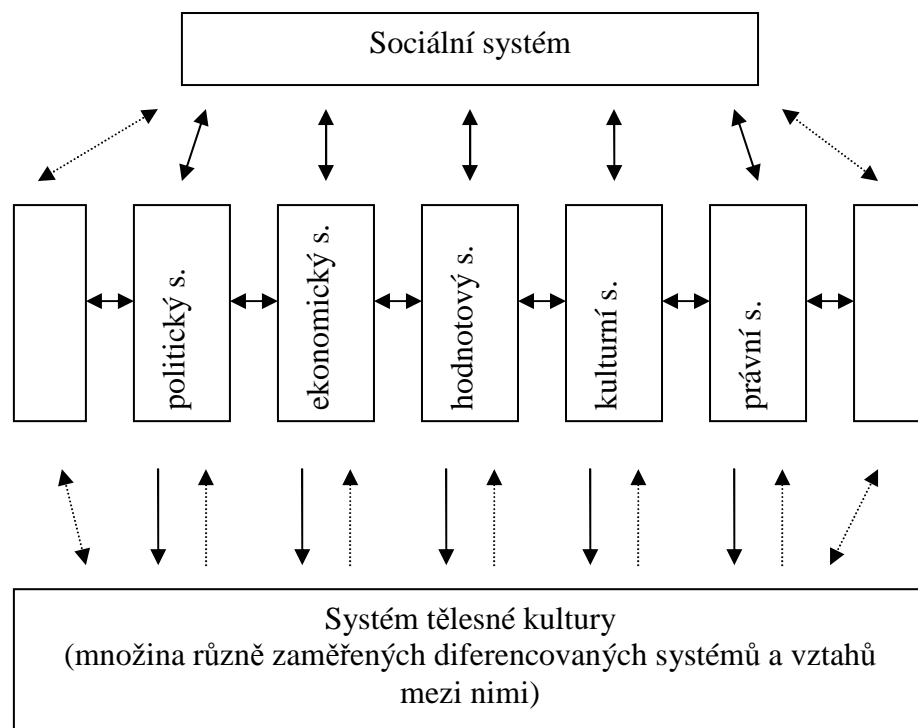 Sociální systém
politický s.
ekonomický s.
hodnotový s.
kulturní s.
právní s.
Systém tělesné kultury
(množina různě zaměřených diferencovaných systémů a vztahů
mezi nimi)